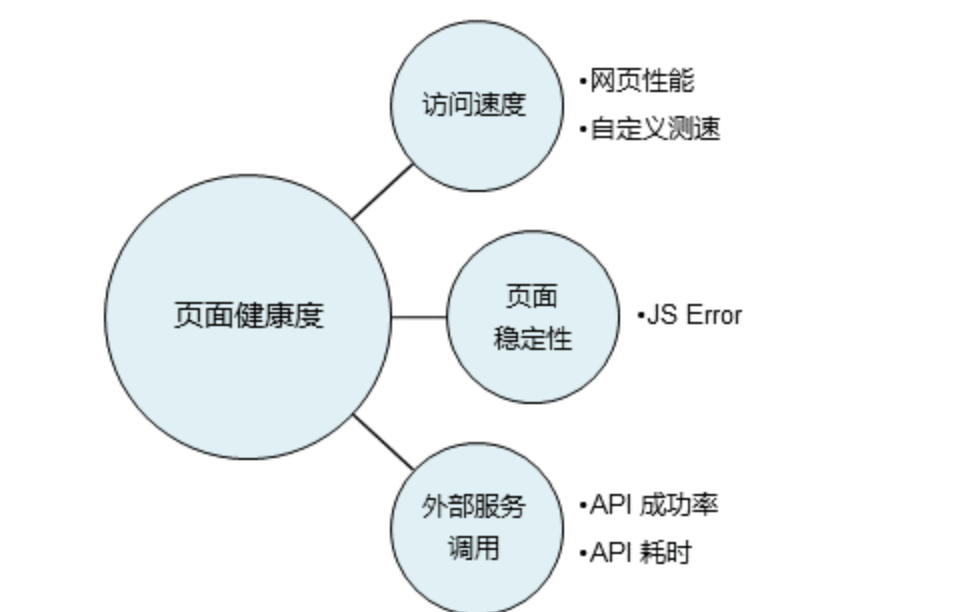 访问速度
•网页性能
•自定义测速
页面健康度
页面
稳定性
•JS Error
外部服务
调用
•API 成功率
•API 耗时